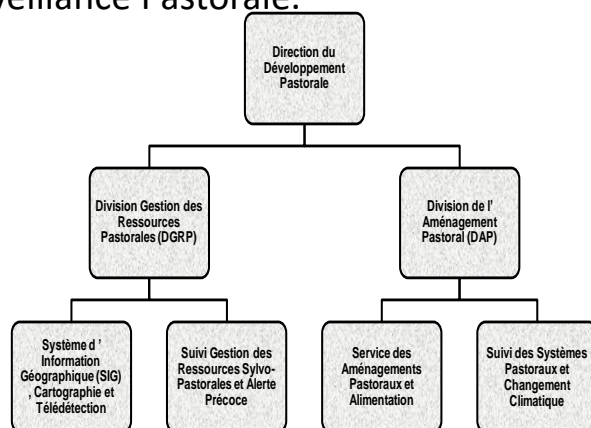 veillance Pastorale.
Direction du
Développement
Pastorale
Division Gestion des
Ressources
Pastorales (DGRP)
Division de l’
Aménagement
Pastoral (DAP)
Système d ’
Information
Géographique (SIG)
, Cartographie et
Télédétection
Suivi Gestion des
Ressources Sylvo-
Pastorales et Alerte
Précoce
Service des
Aménagements
Pastoraux et
Alimentation
Suivi des Systèmes
Pastoraux et
Changement
Climatique